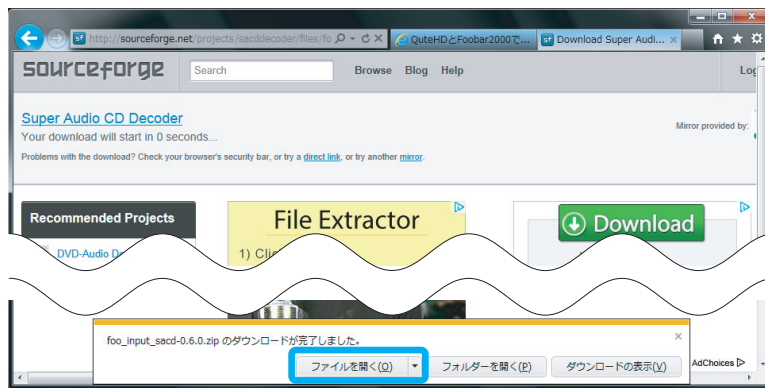 http://sourceforge.net/projects/sacddecoder/files/fo
QuteHDとFoobar2000で...
Download Super Audi...
sourceforge
Search
Browse Blog Help
Log
Super Audio CD Decoder
Your download will start in 0 seconds...
Mirror provided by:
Problems with the download? Check your browser's security bar, or try a direct link, or try another mirror.
Recommended Projects
File Extractor
Download
DVD-Audio De
1) Clic
foo_input_sacd-0.6.0.zip のダウンロードが完了しました。
ファイルを開く(O)
フォルダーを開く(P)
ダウンロードの表示(V)
AdChoices